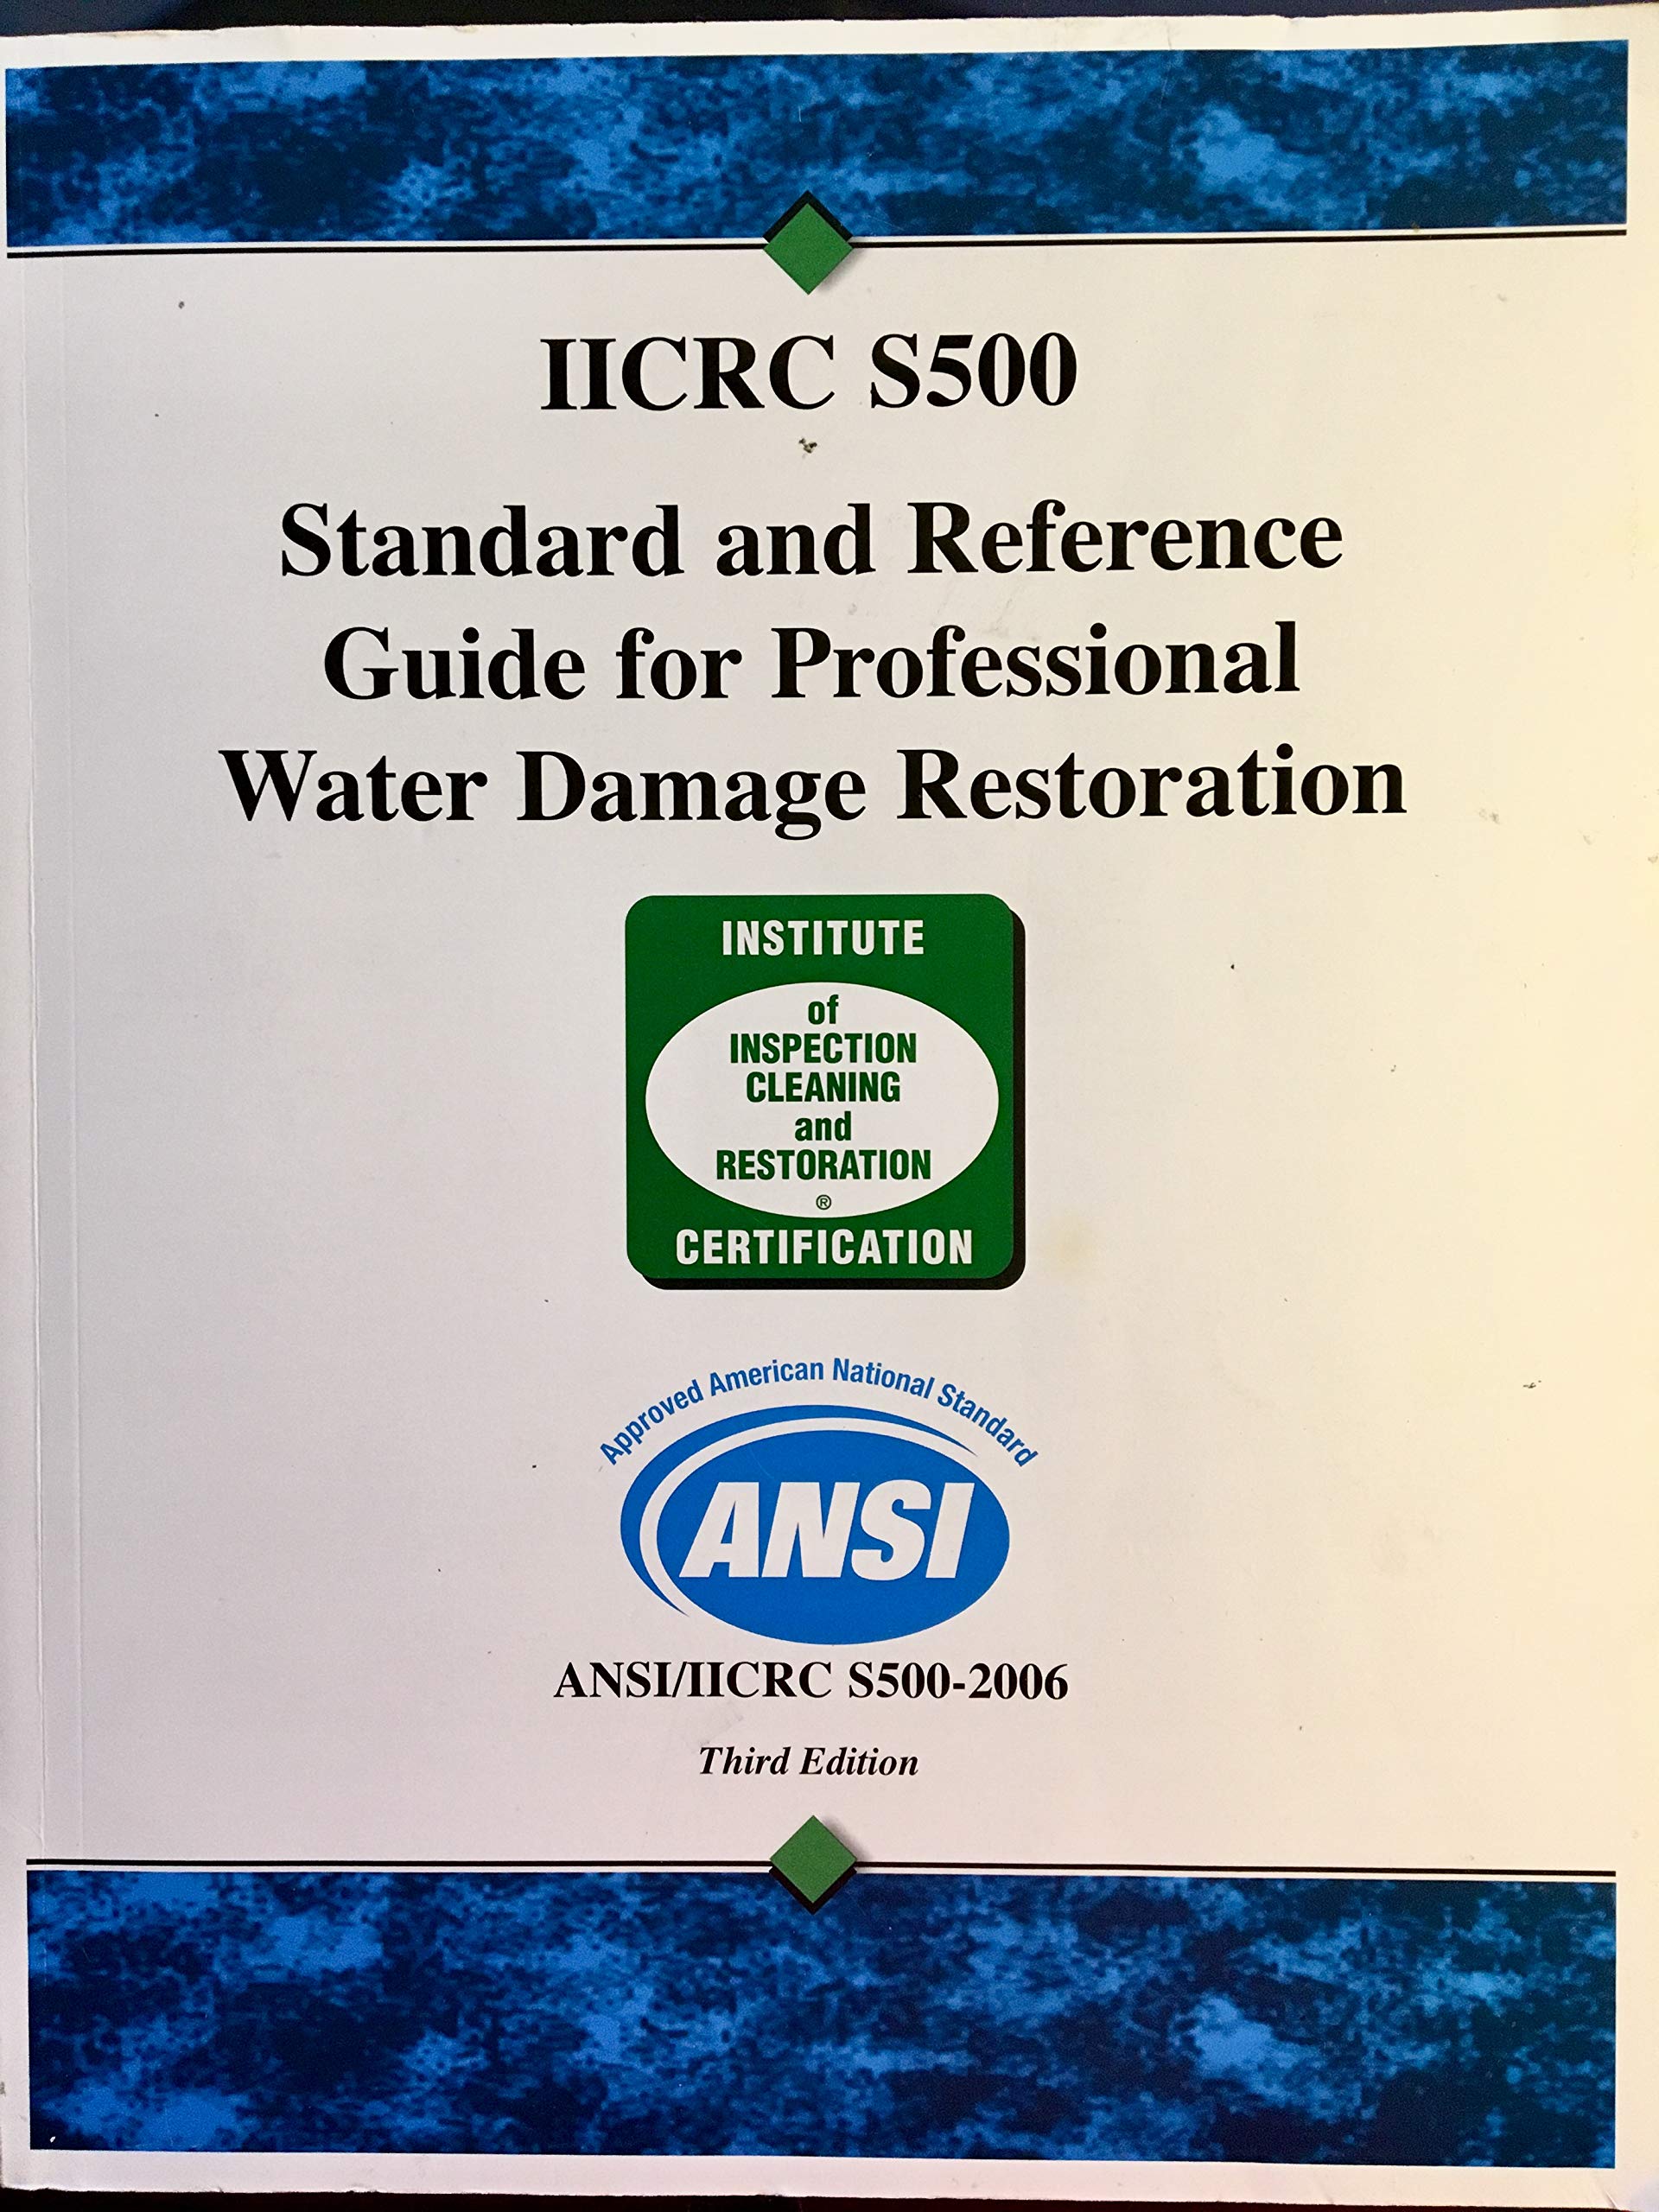 IICRC S500
Standard and Reference
Guide for Professional
Water Damage Restoration
INSTITUTE
of
INSPECTION
CLEANING
and
RESTORATION
®
CERTIFICATION
Approved American National Standard
ANSI
ANSI/IICRC S500-2006
Third Edition